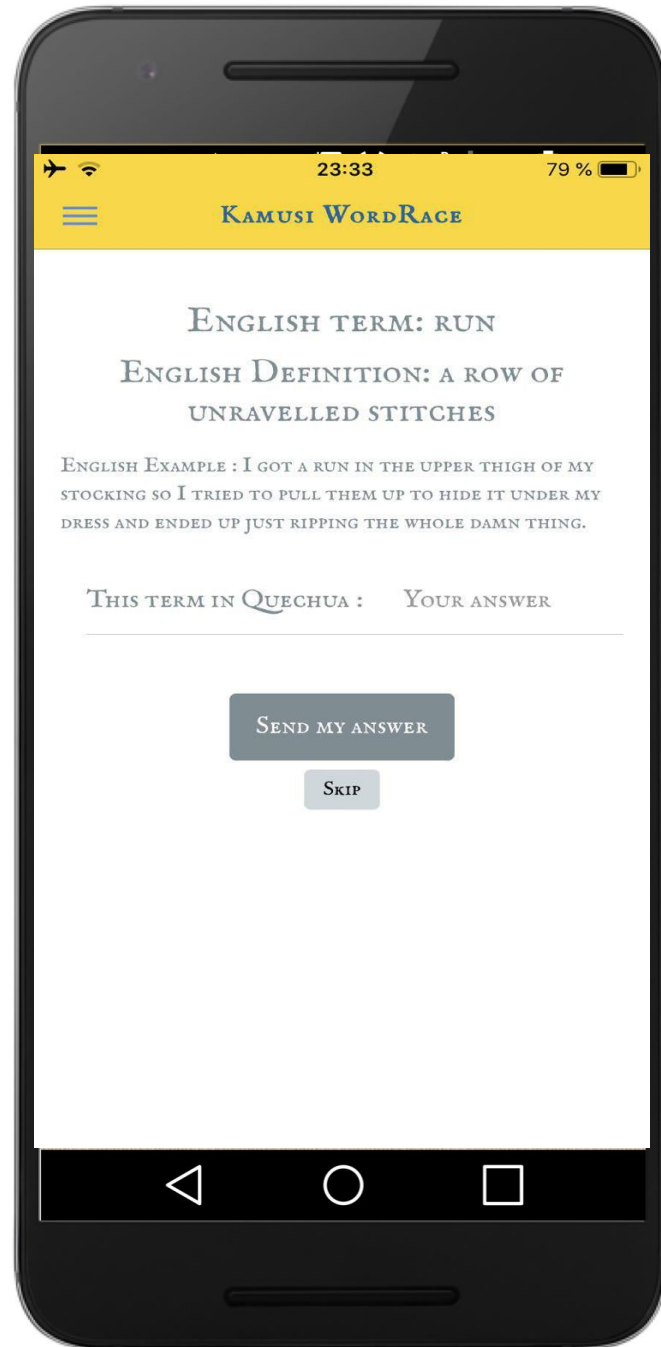 23:33
79 %
Kamusi WordRace
English term: run
English Definition: a row of
unravelled stitches
English Example : I got a run in the upper thigh of my
stocking so I tried to pull them up to hide it under my
dress and ended up just ripping the whole damn thing.
This term in Quechua :
Your answer
Send my answer
Skip